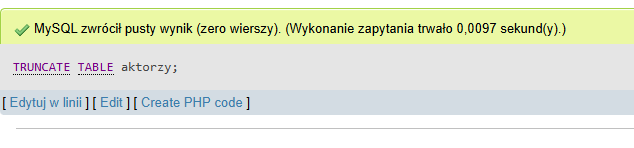 MySQL zwrócił pusty wynik (zero wierszy). (Wykonanie zapytania trwało 0,0097 sekund(y).)
TRUNCATE TABLE aktorzy;
[ Edytuj w linii ] [ Edit ] [ Create PHP code ]